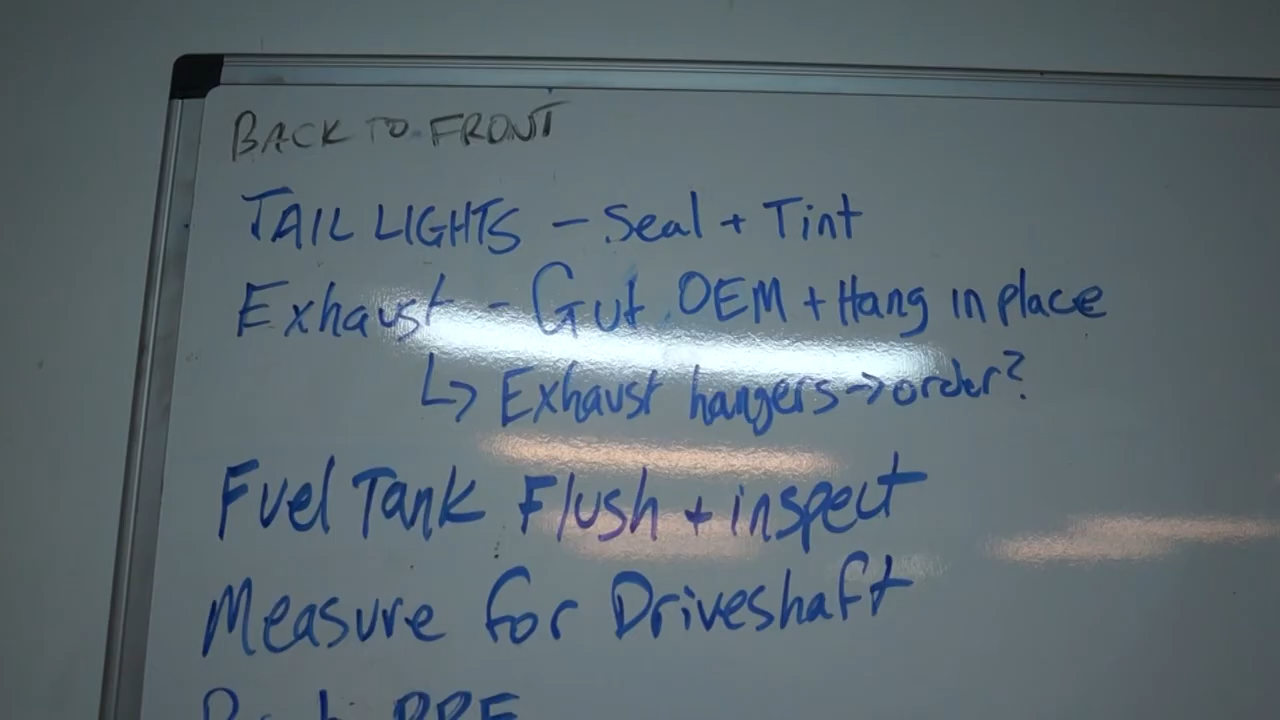 BACK TO FRONT
TAIL LIGHTS - Seal + Tint
Exhaust - Gut OEM + Hang in place
↳ Exhaust hangers → order?
Fuel Tank Flush + inspect
Measure for Driveshaft